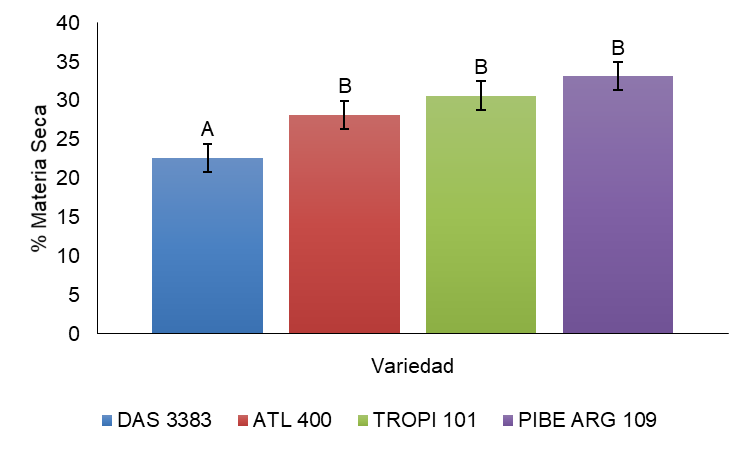 40
35
30
25
20
15
10
5
0
% Materia Seca
A
B
B
B
Variedad
DAS 3383 ATL 400 TROPI 101 PIBE ARG 109